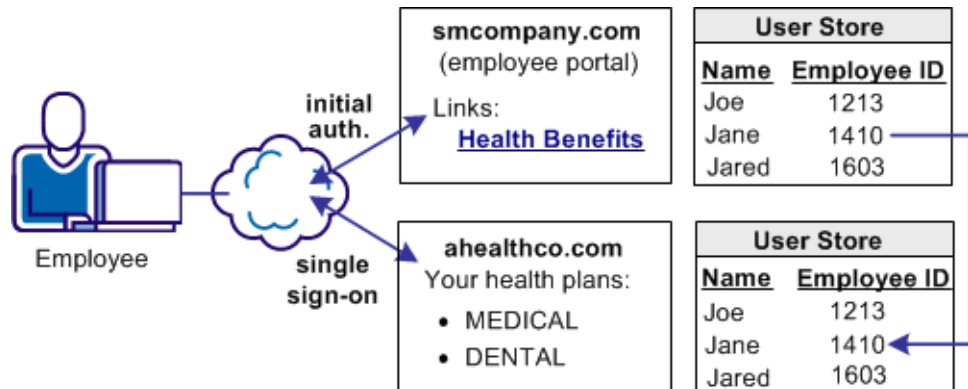 Employee
initial
auth.
single
sign-on
smcompany.com
(employee portal)
Links:
Health Benefits
User Store
Name Employee ID
Joe 1213
Jane 1410
Jared 1603
ahealthco.com
Your health plans:
• MEDICAL
• DENTAL
User Store
Name Employee ID
Joe 1213
Jane 1410
Jared 1603